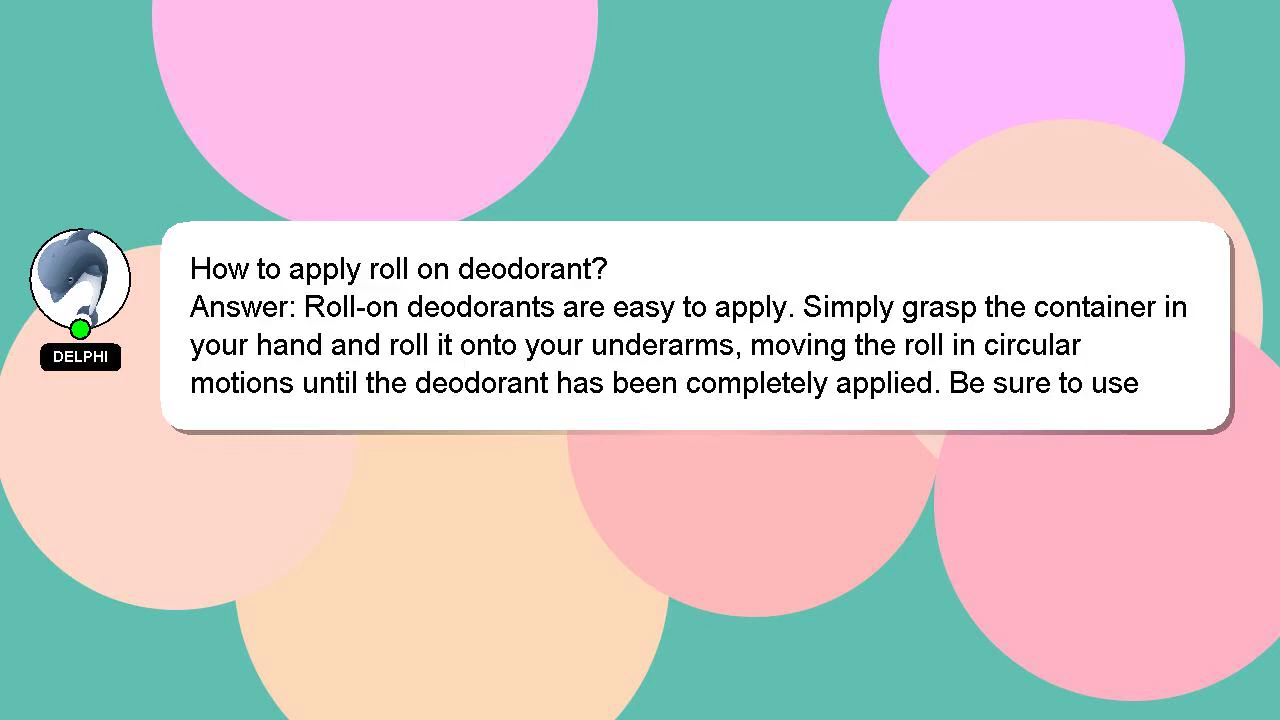 How to apply roll on deodorant?
Answer: Roll-on deodorants are easy to apply. Simply grasp the container in
your hand and roll it onto your underarms, moving the roll in circular
motions until the deodorant has been completely applied. Be sure to use
DELPHI